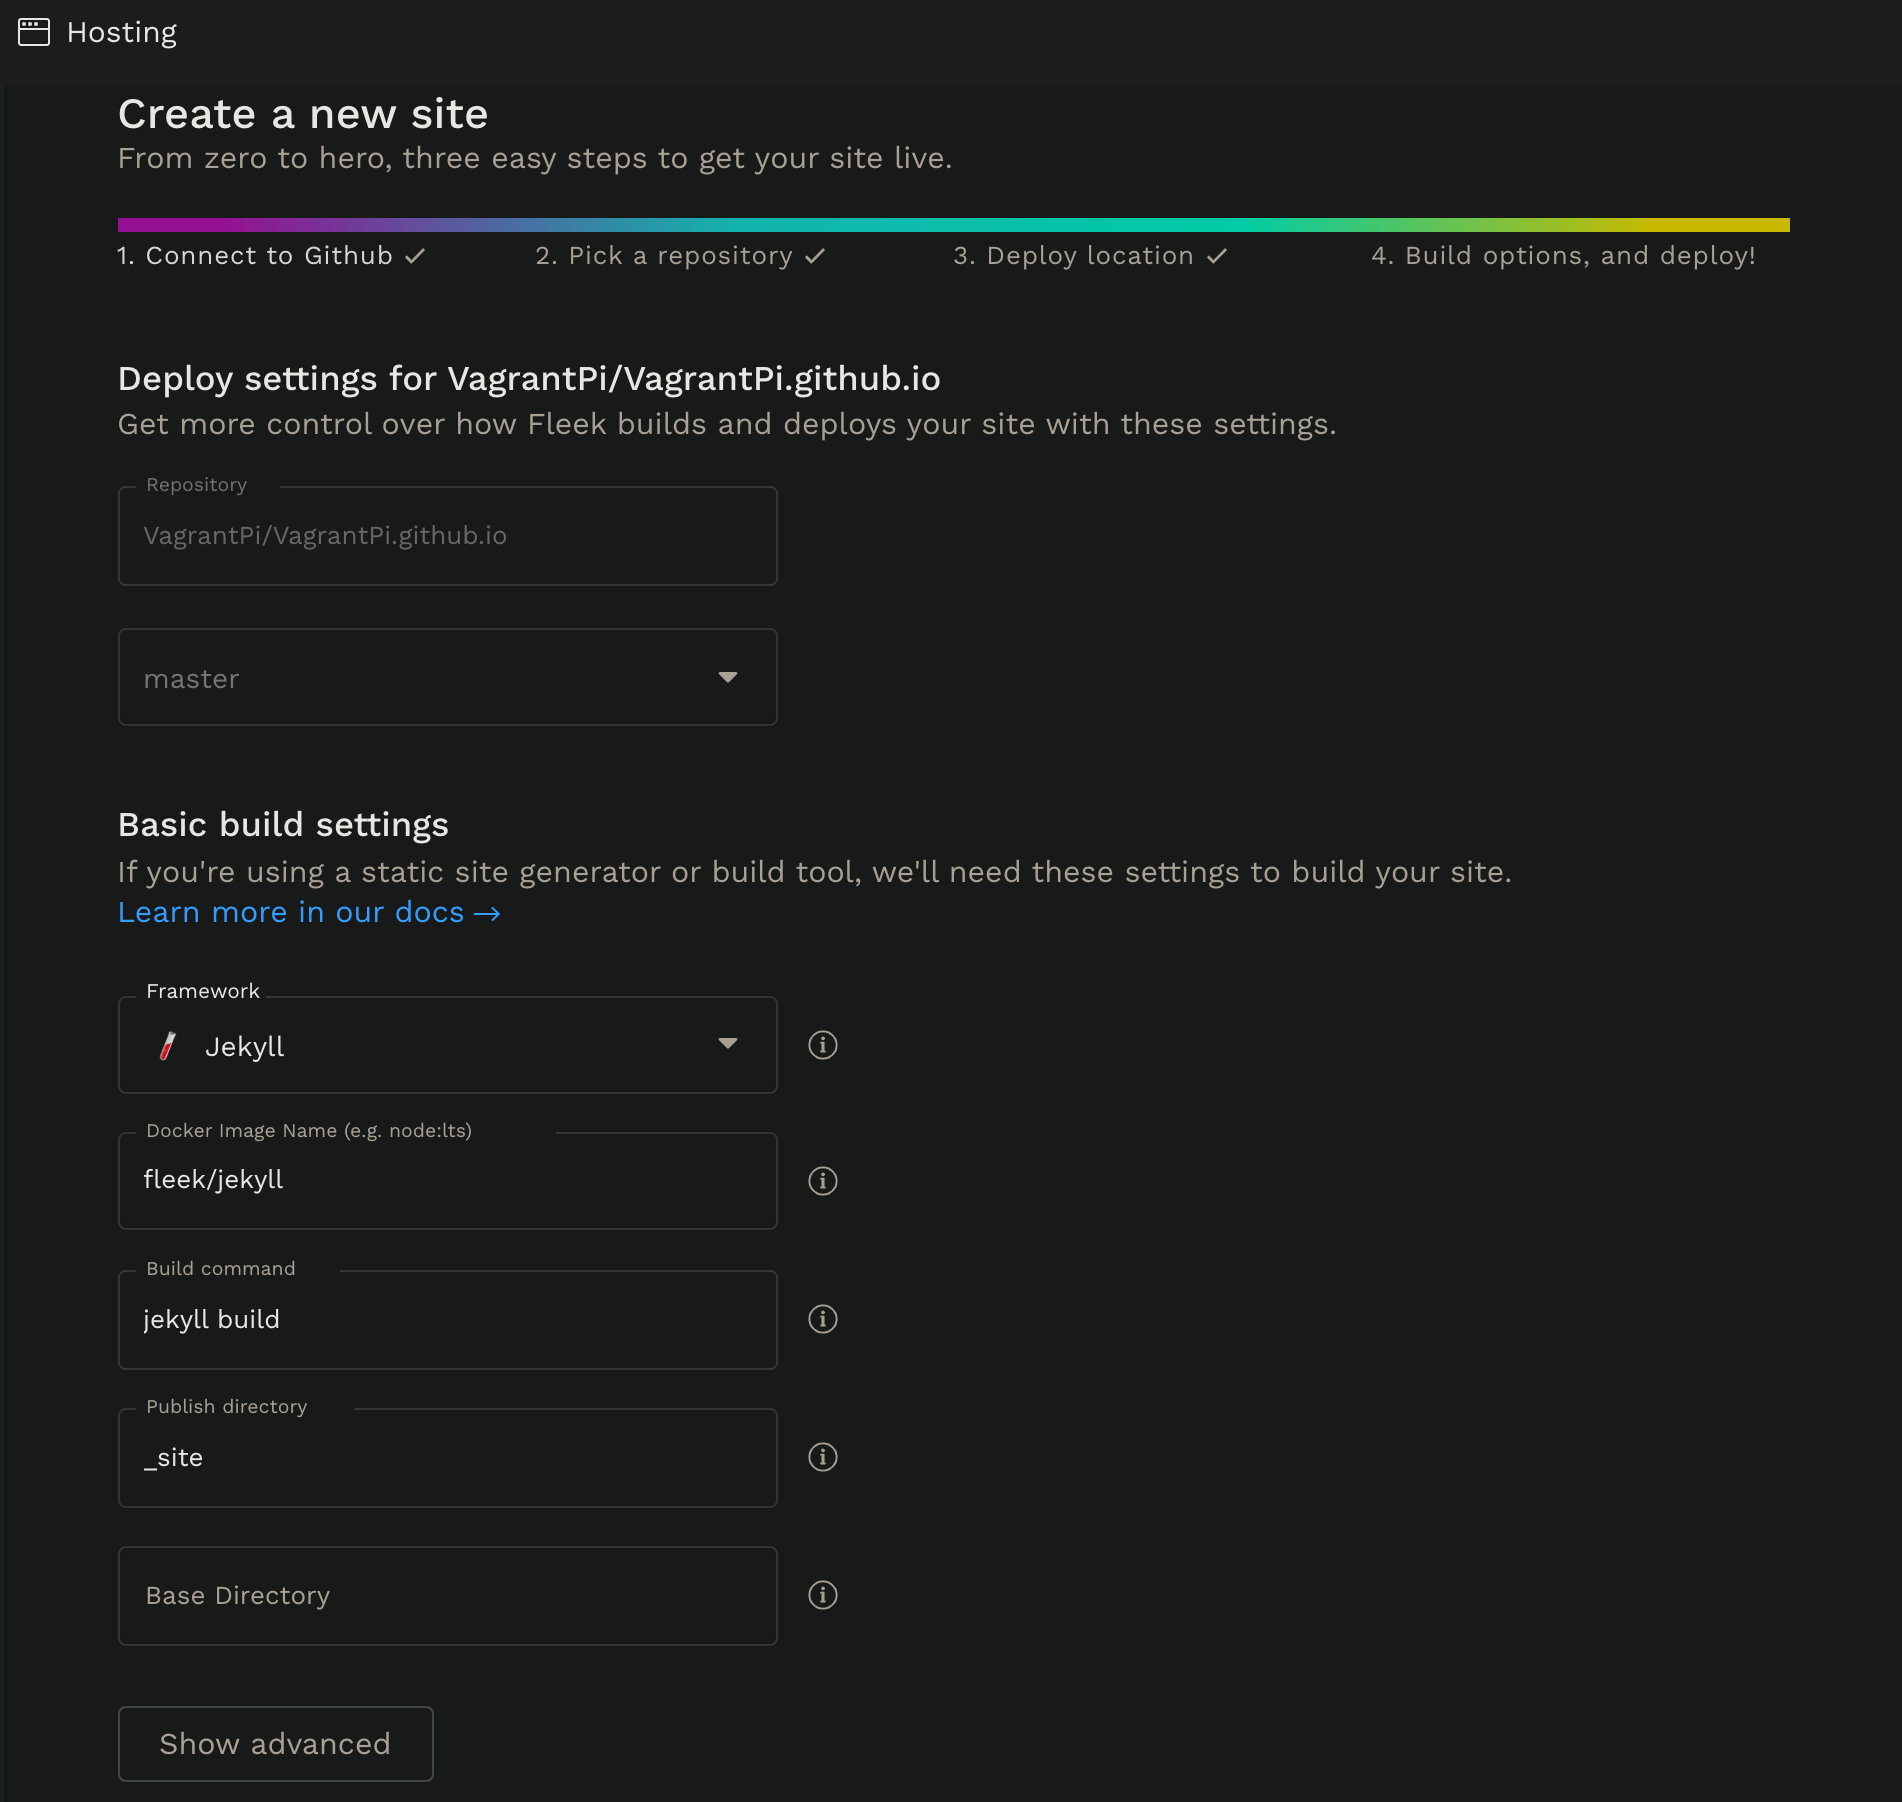 Hosting
Create a new site
From zero to hero, three easy steps to get your site live.
1. Connect to Github ✓ 2. Pick a repository ✓ 3. Deploy location ✓ 4. Build options, and deploy!
Deploy settings for VagrantPi/VagrantPi.github.io
Get more control over how Fleek builds and deploys your site with these settings.
Repository
VagrantPi/VagrantPi.github.io
master
Basic build settings
If you're using a static site generator or build tool, we'll need these settings to build your site.
Learn more in our docs →
Framework
Jekyll
Docker Image Name (e.g. node:lts)
fleek/jekyll
Build command
jekyll build
Publish directory
_site
Base Directory
Show advanced